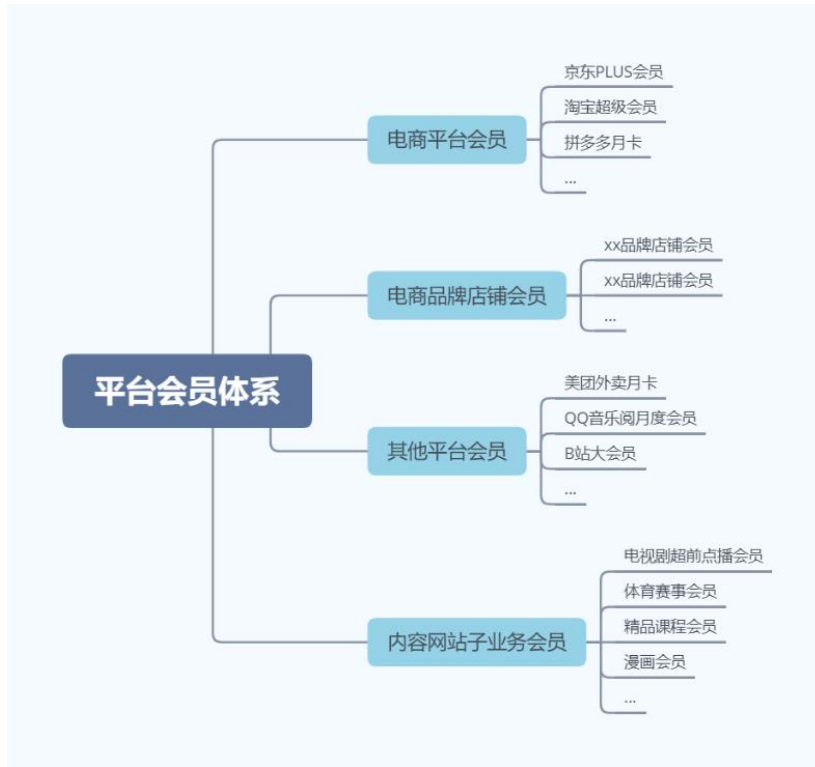 平台会员体系
电商平台会员
京东PLUS会员
淘宝超级会员
拼多多月卡
...
电商品牌店铺会员
xx品牌店铺会员
xx品牌店铺会员
...
其他平台会员
美团外卖月卡
QQ音乐阅月度会员
B站大会员
...
内容网站子业务会员
电视剧超前点播会员
体育赛事会员
精品课程会员
漫画会员
...